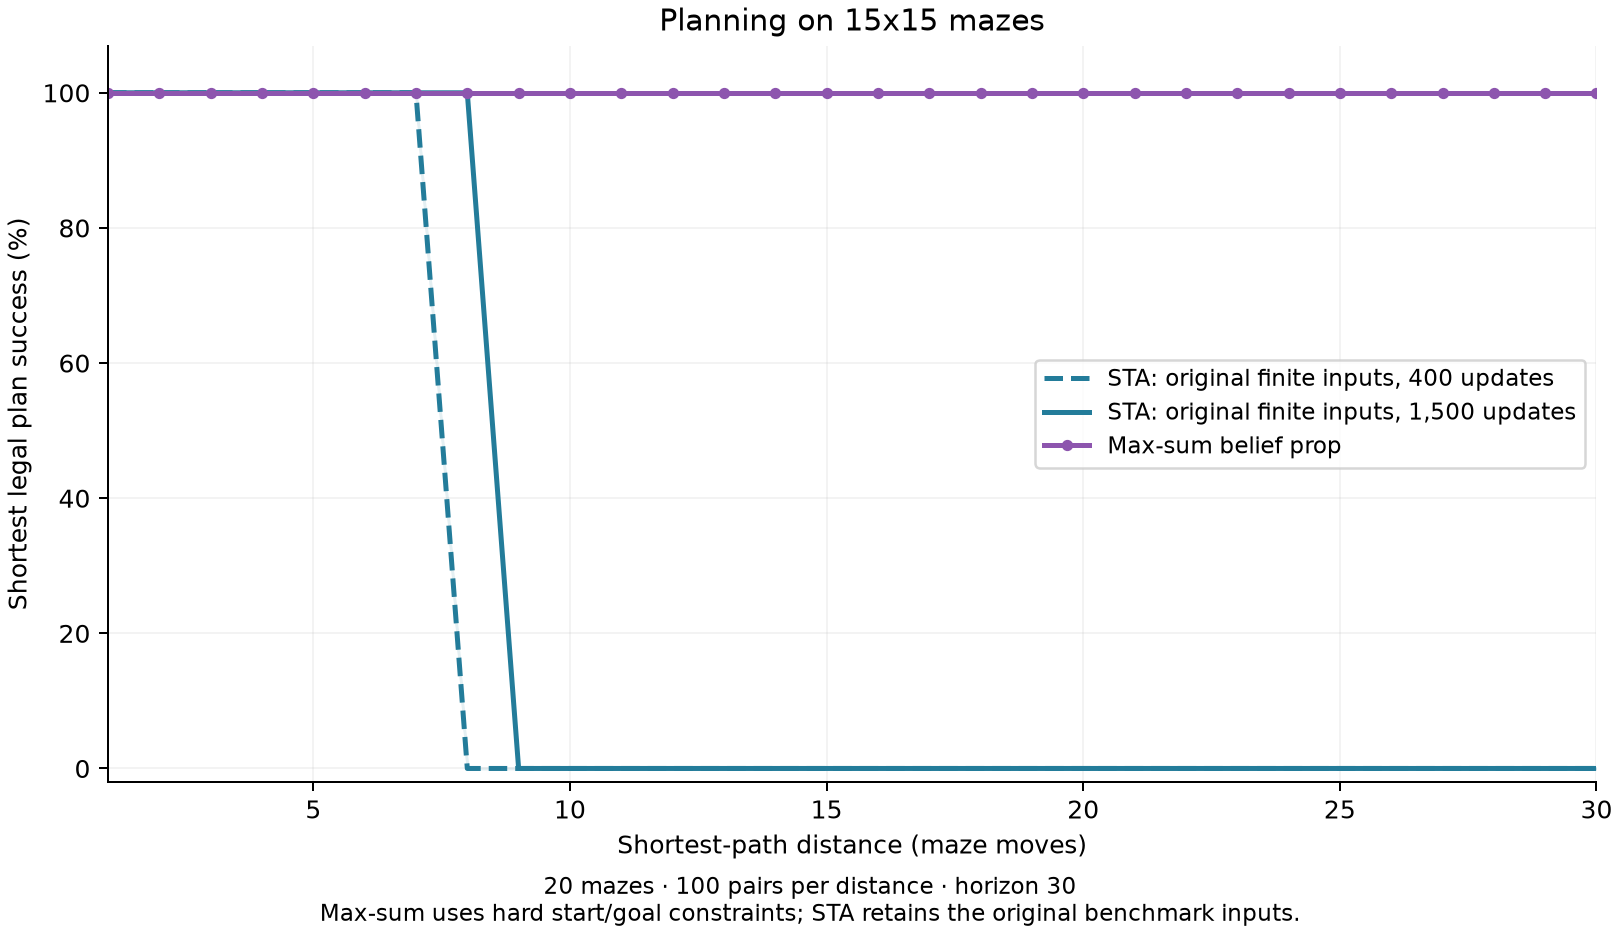 Planning on 15x15 mazes
Shortest legal plan success (%)
100
80
60
40
20
0
STA: original finite inputs, 400 updates
STA: original finite inputs, 1,500 updates
Max-sum belief prop
5
10
15
20
25
30
Shortest-path distance (maze moves)
20 mazes · 100 pairs per distance · horizon 30
Max-sum uses hard start/goal constraints; STA retains the original benchmark inputs.